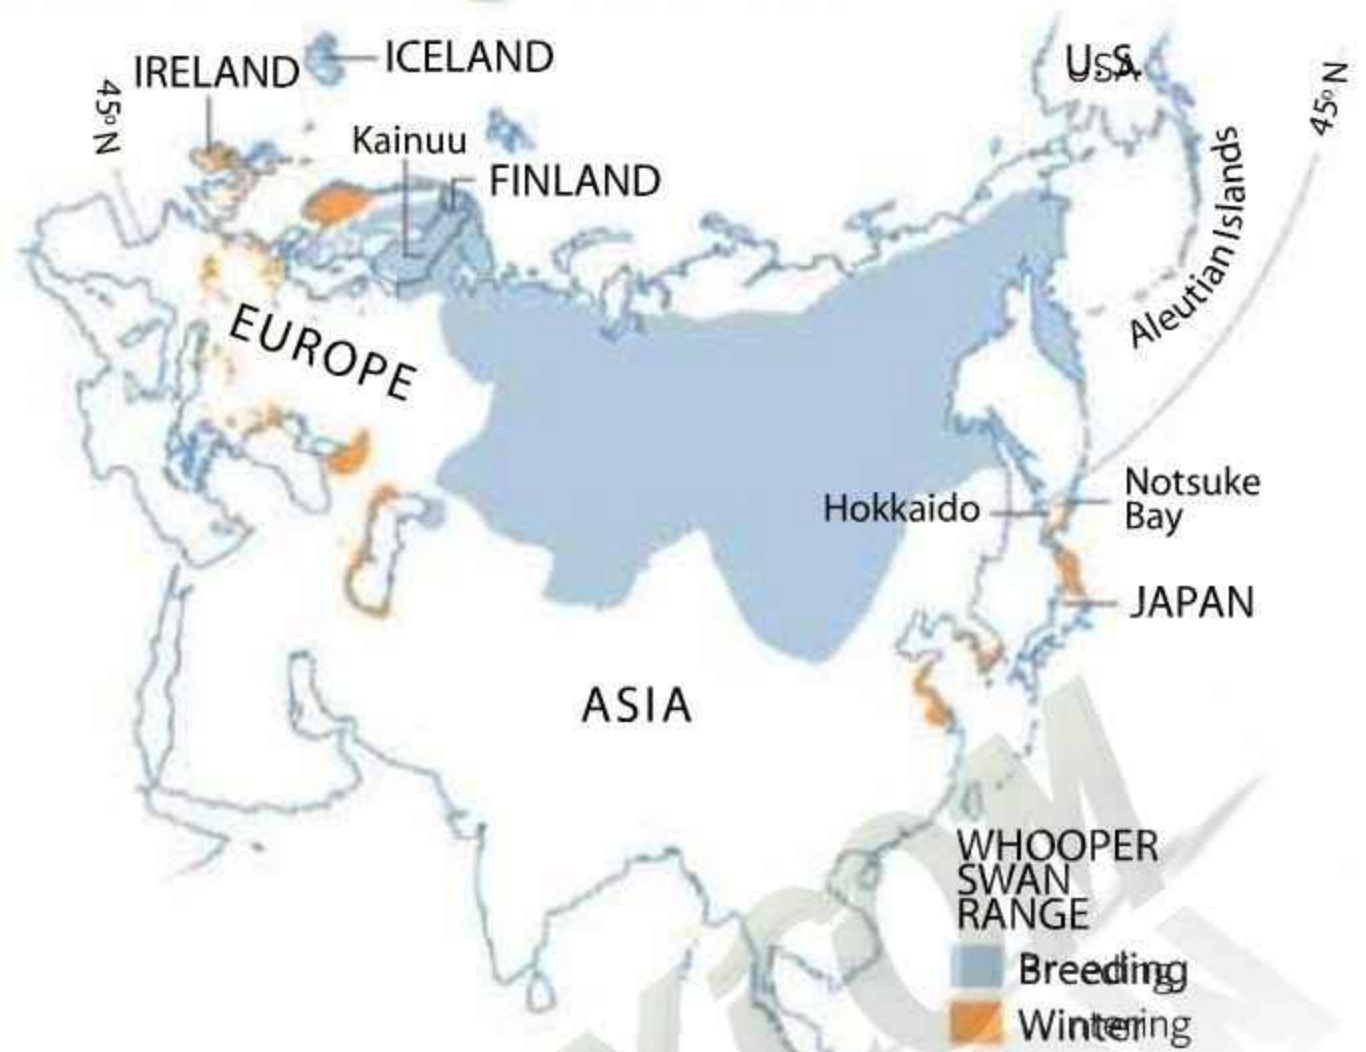 IRELAND
ICELAND
U.S.
USA
45° N
45° N
Kainuu
FINLAND
Aleutian Islands
EUROPE
Hokkaido
Notsuke
Bay
JAPAN
ASIA
WHOOPER
SWAN
RANGE
Breeding
Wintering